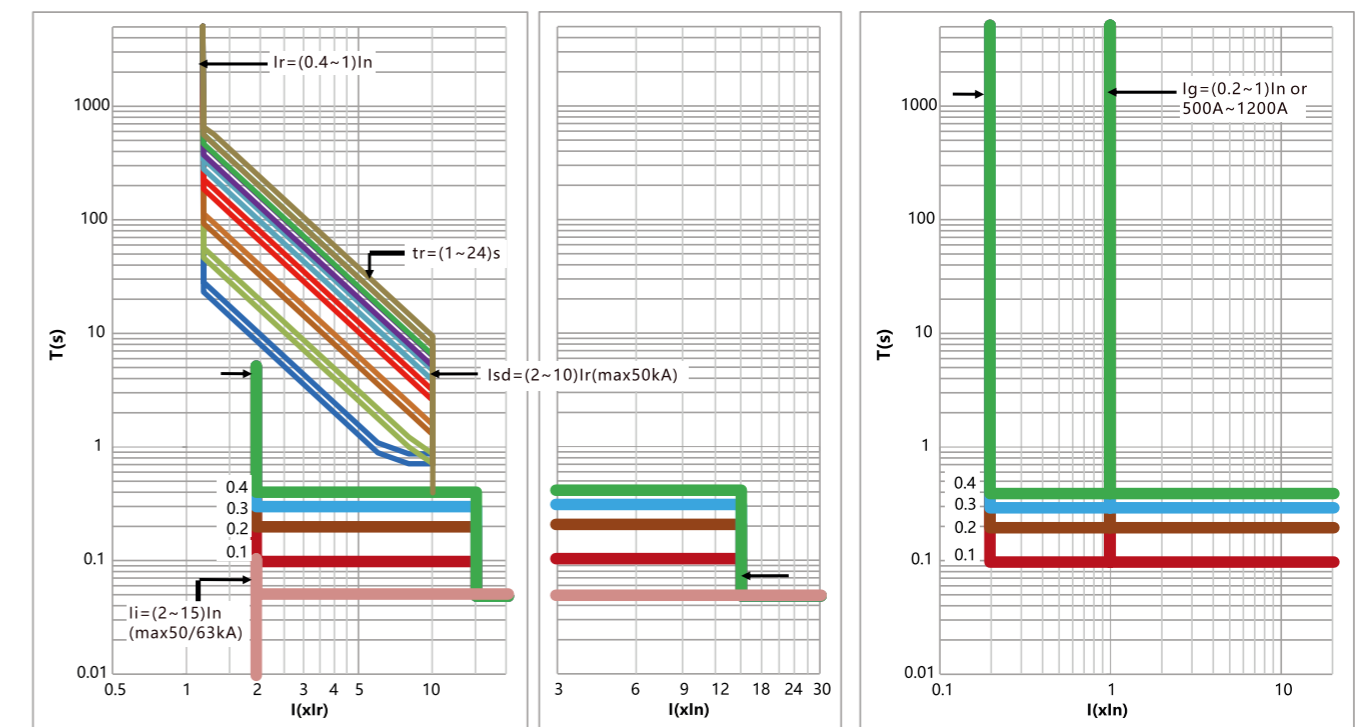 Ir=(0.4~1)In
1000
100
tr=(1~24)s
10
T(s)
Isd=(2~10)Ir(max50kA)
1
0.4
0.3
0.2
0.1
0.1
Ii=(2~15)In
(max50/63kA)
0.01
0.5 1 2 3 4 5 10
I(xIr)
3 6 9 12 18 24 30
I(xIn)
1000
Ig=(0.2~1)In or
500A~1200A
100
10
T(s)
1
0.4
0.3
0.2
0.1
0.1
0.01
0.1 1 10
I(xIn)